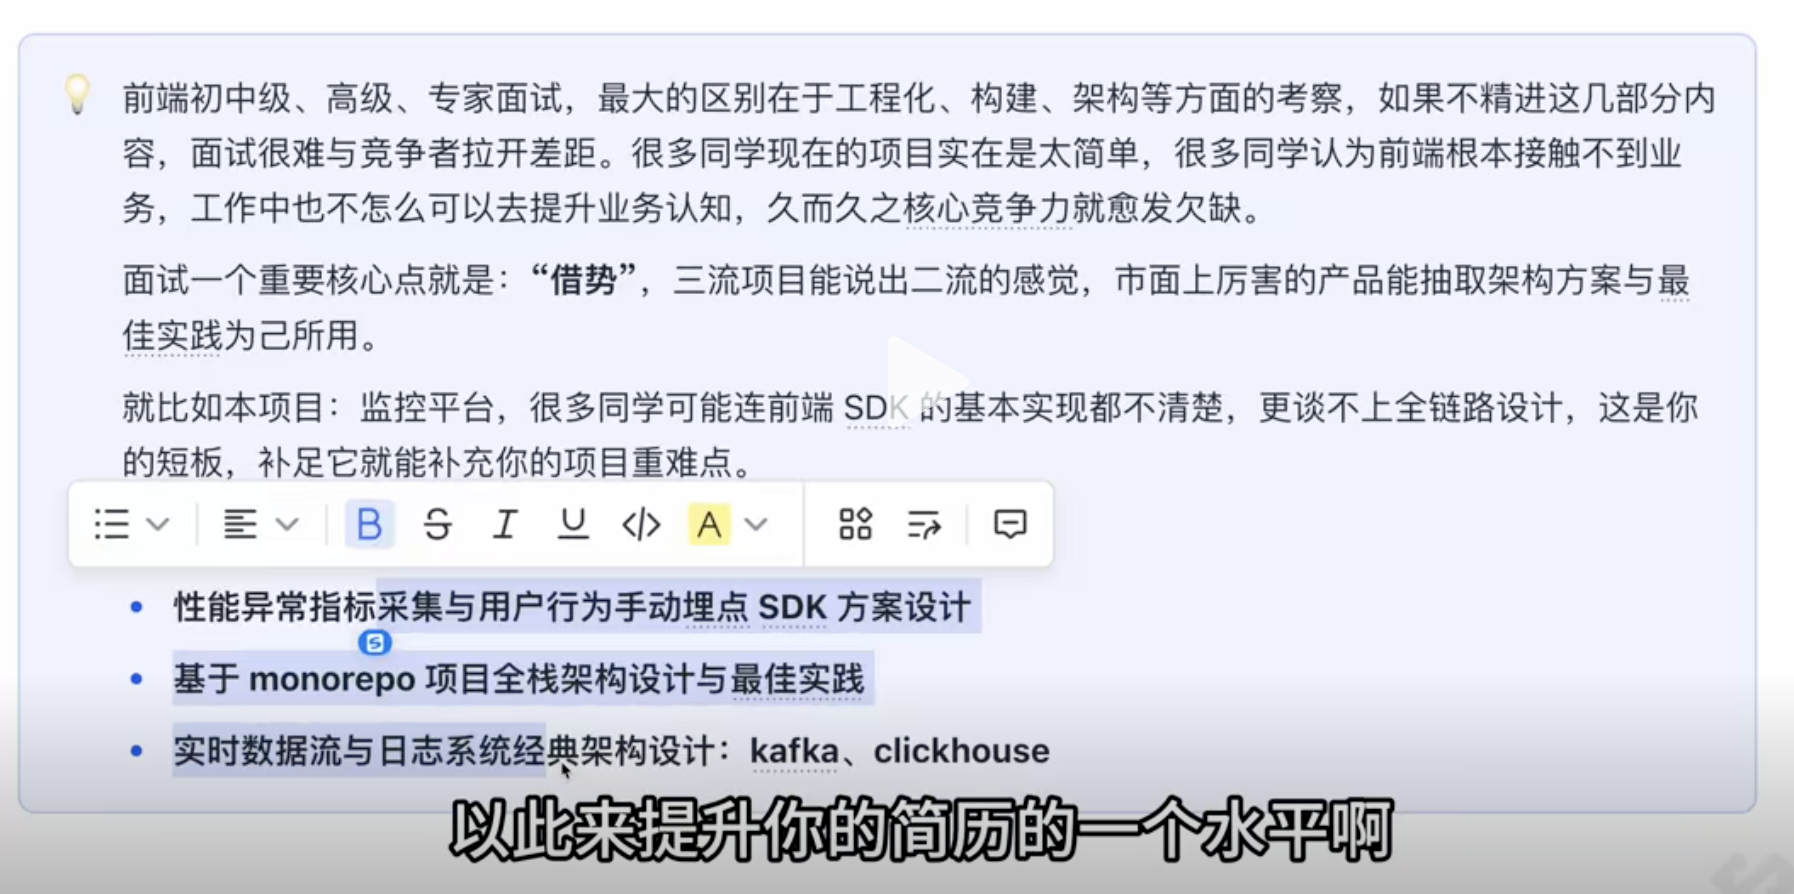 前端初中级、高级、专家面试，最大的区别在于工程化、构建、架构等方面的考察，如果不精进这几部分内
容，面试很难与竞争者拉开差距。很多同学现在的项目实在是太简单，很多同学认为前端根本接触不到业
务，工作中也不怎么可以去提升业务认知，久而久之核心竞争力就愈发欠缺。
面试一个重要核心点就是：“借势”，三流项目能说出二流的感觉，市面上厉害的产品能抽取架构方案与最
佳实践为己所用。
就比如本项目：监控平台，很多同学可能连前端 SDK 的基本实现都不清楚，更谈不上全链路设计，这是你
的短板，补足它就能补充你的项目重难点。
B S I U </> A
• 性能异常指标采集与用户行为手动埋点 SDK 方案设计
• 基于 monorepo 项目全栈架构设计与最佳实践
• 实时数据流与日志系统经典架构设计：kafka、clickhouse
以此来提升你的简历的一个水平啊